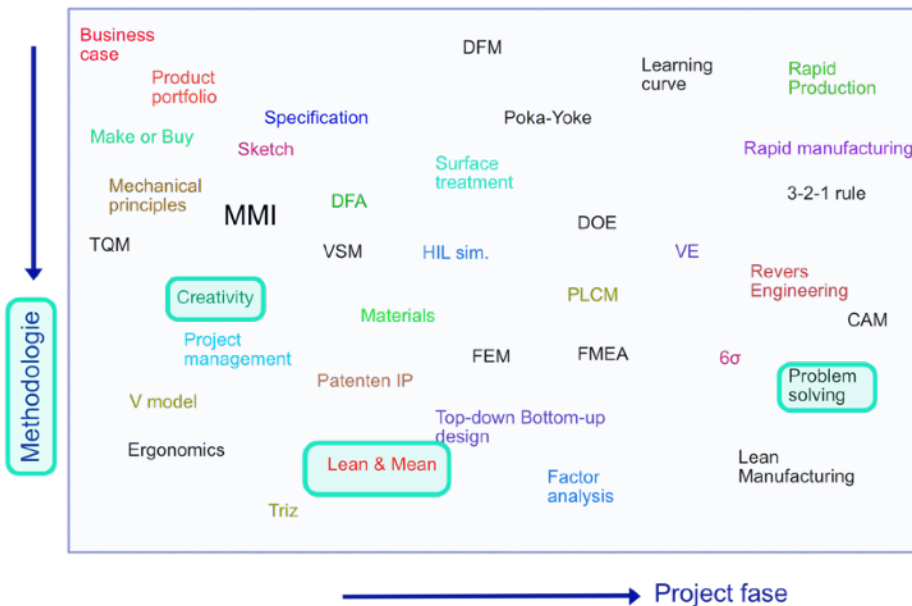 Business
case
DFM
Learning
curve
Rapid
Production
Product
portfolio
Specification
Poka-Yoke
Make or Buy
Sketch
Rapid manufacturing
Surface
treatment
Mechanical
principles
DFA
3-2-1 rule
MMI
DOE
TQM
VSM
HIL sim.
VE
Revers
Engineering
Creativity
PLCM
Materials
CAM
Project
management
FEM
FMEA
6σ
Problem
solving
Patenten IP
V model
Top-down Bottom-up
design
Ergonomics
Lean & Mean
Lean
Manufacturing
Factor
analysis
Triz
Methodologie
Project fase